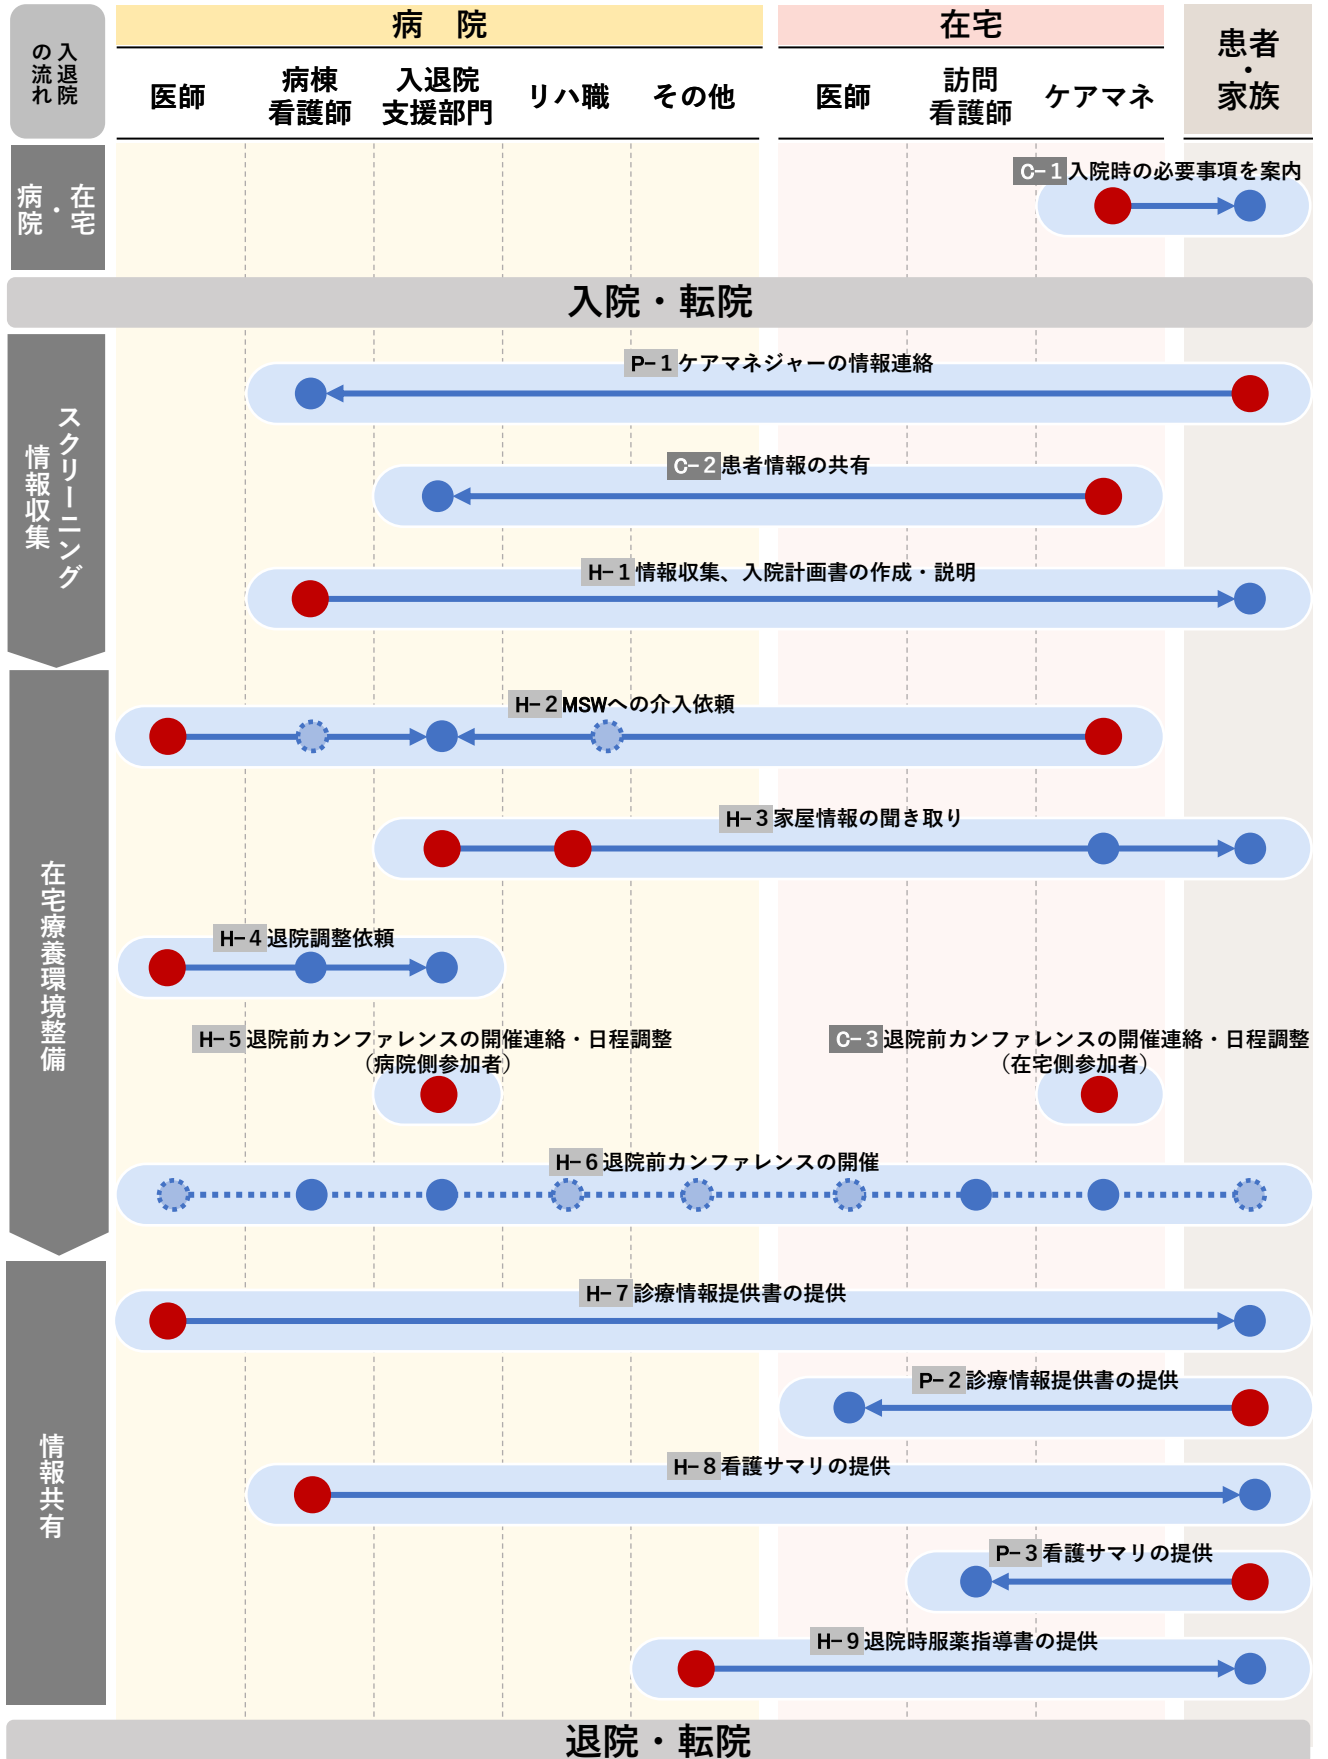 入退院
の流れ
病　院
在宅
患者
・
家族
医師
病棟
看護師
入退院
支援部門
リハ職
その他
医師
訪問
看護師
ケアマネ
在宅
・
病院
C-1入院時の必要事項を案内
入院・転院
スクリーニング
情報収集
P-1ケアマネジャーの情報連絡
C-2患者情報の共有
H-1情報収集、入院計画書の作成・説明
在宅療養環境整備
H-2MSWへの介入依頼
H-3家屋情報の聞き取り
H-4退院調整依頼
H-5退院前カンファレンスの開催連絡・日程調整
（病院側参加者）
C-3退院前カンファレンスの開催連絡・日程調整
（在宅側参加者）
H-6退院前カンファレンスの開催
情報共有
H-7診療情報提供書の提供
P-2診療情報提供書の提供
H-8看護サマリの提供
P-3看護サマリの提供
H-9退院時服薬指導書の提供
退院・転院